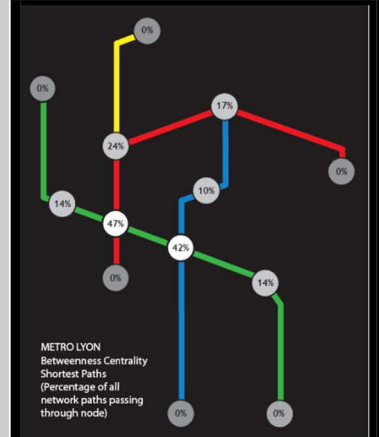 0%
0%
17%
24%
0%
10%
14%
47%
42%
0%
14%
METRO LYON
Betweenness Centrality
Shortest Paths
(Percentage of all
network paths passing
through node)
0%
0%